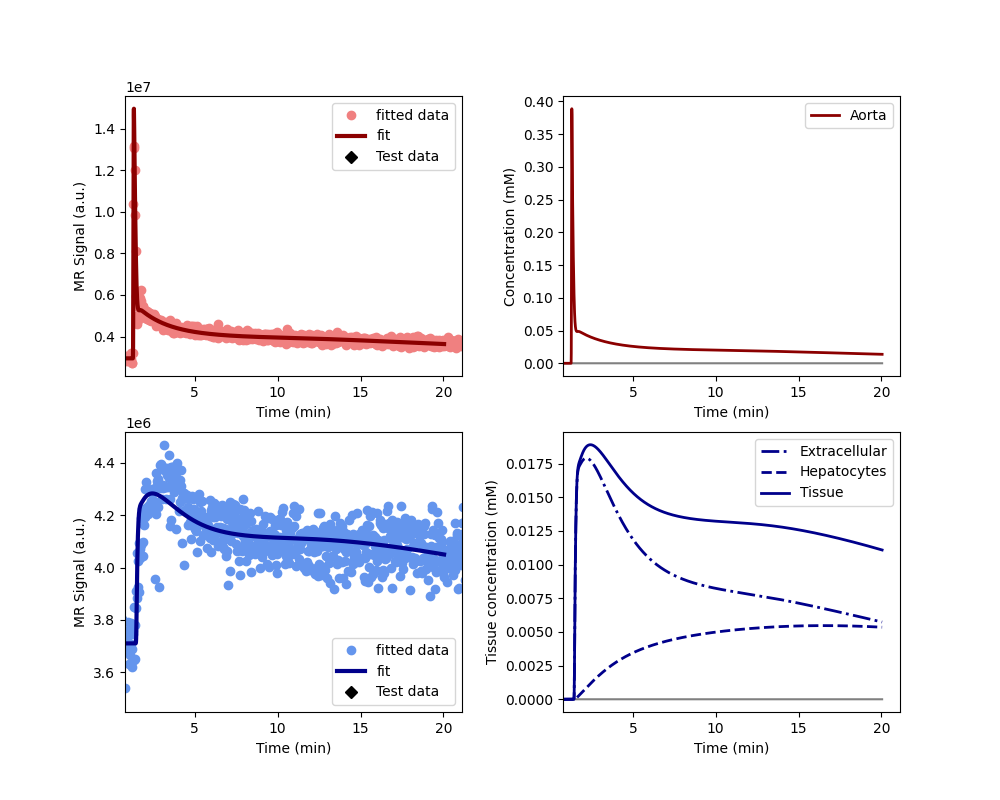 1e7
MR Signal (a.u.)
1.4
1.2
1.0
0.8
0.6
0.4
5
10
15
20
Time (min)
fitted data
fit
Test data
Concentration (mM)
0.40
0.35
0.30
0.25
0.20
0.15
0.10
0.05
0.00
5
10
15
20
Time (min)
Aorta
1e6
MR Signal (a.u.)
4.4
4.2
4.0
3.8
3.6
5
10
15
20
Time (min)
fitted data
fit
Test data
Tissue concentration (mM)
0.0175
0.0150
0.0125
0.0100
0.0075
0.0050
0.0025
0.0000
5
10
15
20
Time (min)
Extracellular
Hepatocytes
Tissue